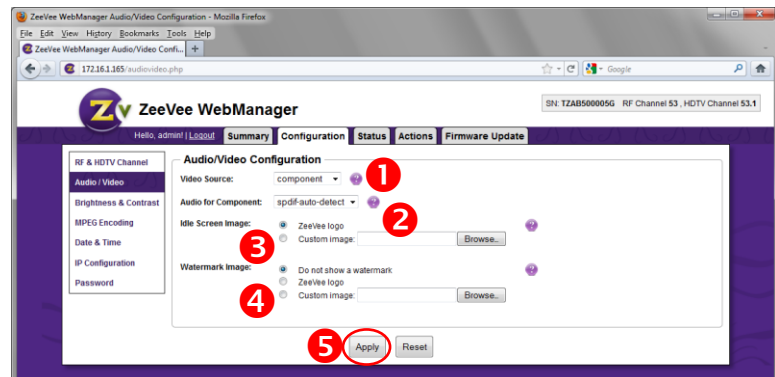 ZeeVee WebManager Audio/Video Configuration - Mozilla Firefox
File Edit View History Bookmarks Tools Help
ZeeVee WebManager Audio/Video Confi... +
172.16.1.165/audiovideo.php
Google
Zv ZeeVee WebManager
SN: TZAB500005G RF Channel 53 , HDTV Channel 53.1
Hello, admin! | Logout Summary Configuration Status Actions Firmware Update
RF & HDTV Channel
Audio / Video
Brightness & Contrast
MPEG Encoding
Date & Time
IP Configuration
Password
Audio/Video Configuration
Video Source: component ? 1
Audio for Component: spdif-auto-detect ? 2
Idle Screen Image: ZeeVee logo ?
3 Custom image: Browse...
Watermark Image: Do not show a watermark ?
ZeeVee logo
4 Custom image: Browse...
5 Apply Reset